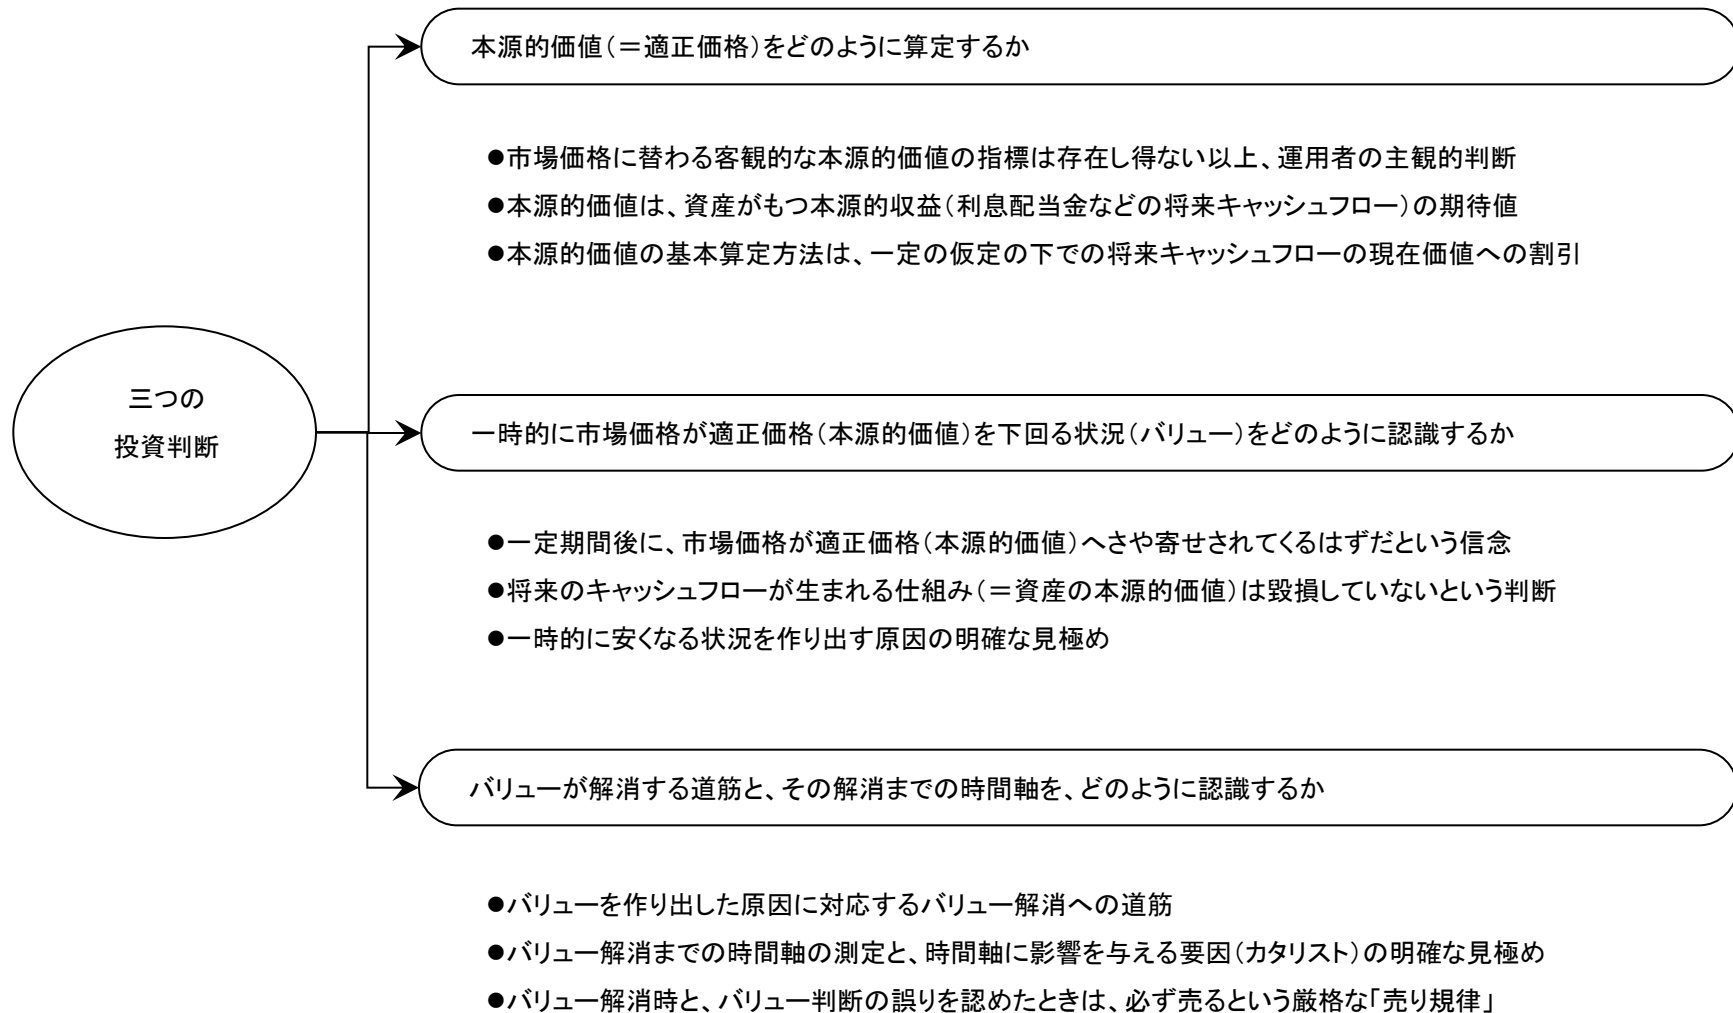 本源的価値(＝適正価格)をどのように算定するか
●市場価格に替わる客観的な本源的価値の指標は存在し得ない以上、運用者の主観的判断
●本源的価値は、資産がもつ本源的収益(利息配当金などの将来キャッシュフロー)の期待値
●本源的価値の基本算定方法は、一定の仮定の下での将来キャッシュフローの現在価値への割引
三つの
投資判断
一時的に市場価格が適正価格(本源的価値)を下回る状況(バリュー)をどのように認識するか
●一定期間後に、市場価格が適正価格(本源的価値)へさや寄せされてくるはずだという信念
●将来のキャッシュフローが生まれる仕組み(＝資産の本源的価値)は毀損していないという判断
●一時的に安くなる状況を作り出す原因の明確な見極め
バリューが解消する道筋と、その解消までの時間軸を、どのように認識するか
●バリューを作り出した原因に対応するバリュー解消への道筋
●バリュー解消までの時間軸の測定と、時間軸に影響を与える要因(カタリスト)の明確な見極め
●バリュー解消時と、バリュー判断の誤りを認めたときは、必ず売るという厳格な「売り規律」